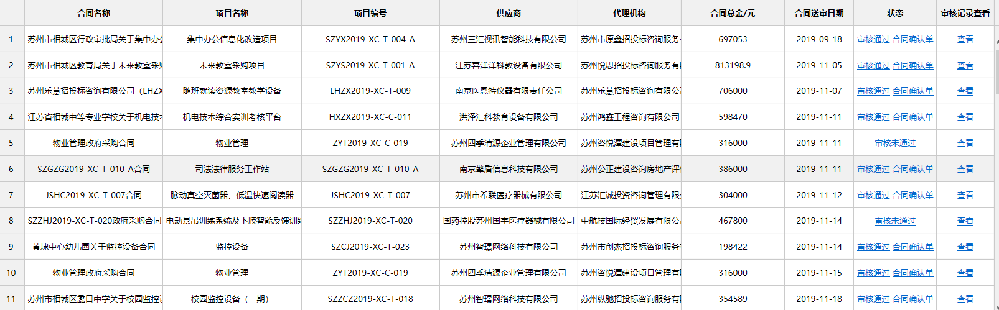 合同名称 项目名称 项目编号 供应商 代理机构 合同总金/元 合同送审日期 状态 审核记录查看
1 苏州市相城区行政审批局关于集中办公 集中办公信息化改造项目 SZYX2019-XC-T-004-A 苏州三汇视讯智能科技有限公司 苏州市原鑫招投标咨询服务 697053 2019-09-18 审核通过 合同确认单 查看
2 苏州市相城区教育局关于未来教室采购 未来教室采购项目 SZYS2019-XC-T-001-A 江苏喜洋洋科教设备有限公司 苏州悦思招投标咨询服务有 813198.9 2019-11-05 审核通过 合同确认单 查看
3 苏州乐慧招投标咨询有限公司（LHZX 随班就读资源教室教学设备 LHZX2019-XC-T-009 南京医恩特仪器有限责任公司 苏州乐慧招投标咨询有限公 706000 2019-11-07 审核通过 合同确认单 查看
4 江苏省相城中等专业学校关于机电技 机电技术综合实训考核平台 HXZX2019-XC-C-011 洪泽汇科教育设备有限公司 苏州鸿鑫工程咨询有限公司 598470 2019-11-11 审核通过 合同确认单 查看
5 物业管理政府采购合同 物业管理 ZYT2019-XC-C-019 苏州四季清源企业管理有限公司 苏州咨悦潭建设项目管理有 316000 2019-11-11 审核未通过 查看
6 SZGZG2019-XC-T-010-A合同 司法法律服务工作站 SZGZG2019-XC-T-010-A 南京擎盾信息科技有限公司 苏州公正建设咨询房地产评 386000 2019-11-11 审核通过 合同确认单 查看
7 JSHC2019-XC-T-007合同 脉动真空灭菌器、低温快速阅读器 JSHC2019-XC-T-007 苏州市希联医疗器械有限公司 江苏汇诚投资咨询管理有限 304000 2019-11-12 审核通过 合同确认单 查看
8 SZZHJ2019-XC-T-020政府采购合同 电动悬吊训练系统及下肢智能反馈训 SZZHJ2019-XC-T-020 国药控股苏州国宇医疗器械有限公司 中航技国际经贸发展有限公 467800 2019-11-14 审核未通过 查看
9 黄埭中心幼儿园关于监控设备合同 监控设备 SZCJ2019-XC-T-023 苏州智璟网络科技有限公司 苏州市创杰招投标咨询服务 198422 2019-11-14 审核通过 合同确认单 查看
10 物业管理政府采购合同 物业管理 ZYT2019-XC-C-019 苏州四季清源企业管理有限公司 苏州咨悦潭建设项目管理有 316000 2019-11-15 审核通过 合同确认单 查看
11 苏州市相城区蠡口中学关于校园监控 校园监控设备（一期） SZZCZ2019-XC-T-018 苏州智璟网络科技有限公司 苏州纵驰招投标咨询有限公 354589 2019-11-18 审核通过 合同确认单 查看